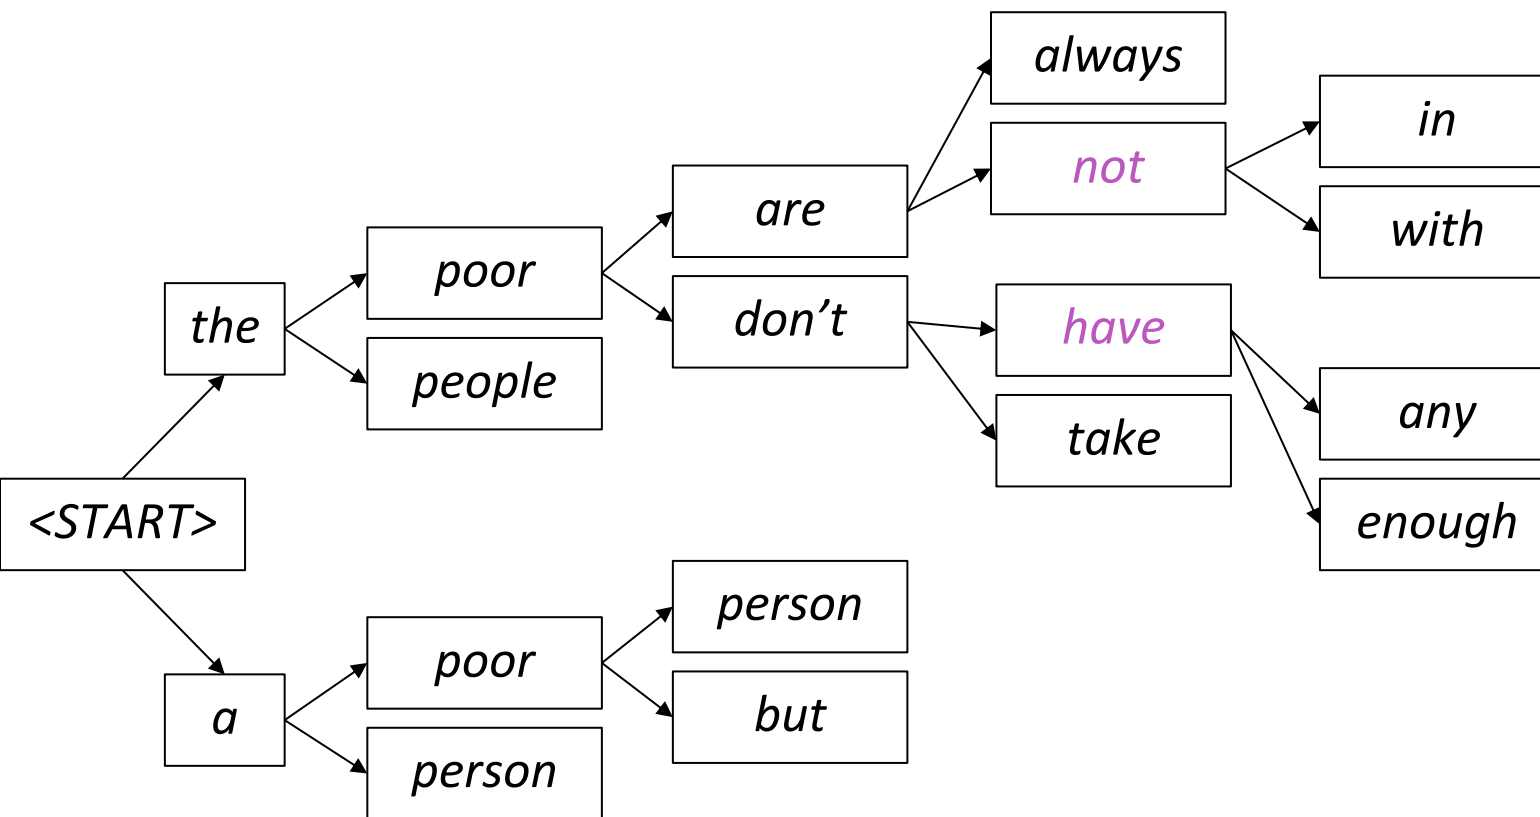 always
in
not
are
with
poor
the
don't
have
people
any
take
<START>
enough
person
poor
a
but
person